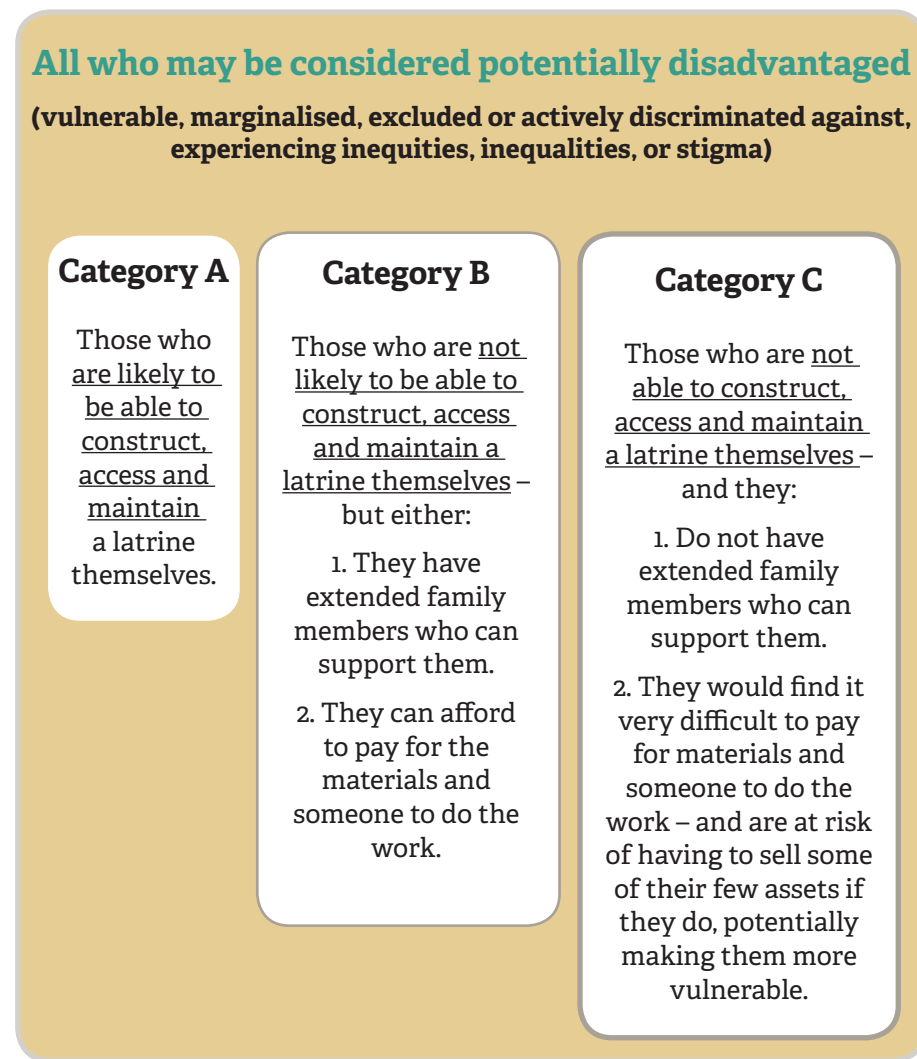 All who may be considered potentially disadvantaged
(vulnerable, marginalised, excluded or actively discriminated against,
experiencing inequities, inequalities, or stigma)
Category A
Those who
are likely to
be able to
construct,
access and
maintain
a latrine
themselves.
Category B
Those who are not
likely to be able to
construct, access
and maintain a
latrine themselves –
but either:
1. They have
extended family
members who can
support them.
2. They can afford
to pay for the
materials and
someone to do the
work.
Category C
Those who are not
able to construct,
access and maintain
a latrine themselves –
and they:
1. Do not have
extended family
members who can
support them.
2. They would find it
very difficult to pay
for materials and
someone to do the
work – and are at risk
of having to sell some
of their few assets if
they do, potentially
making them more
vulnerable.